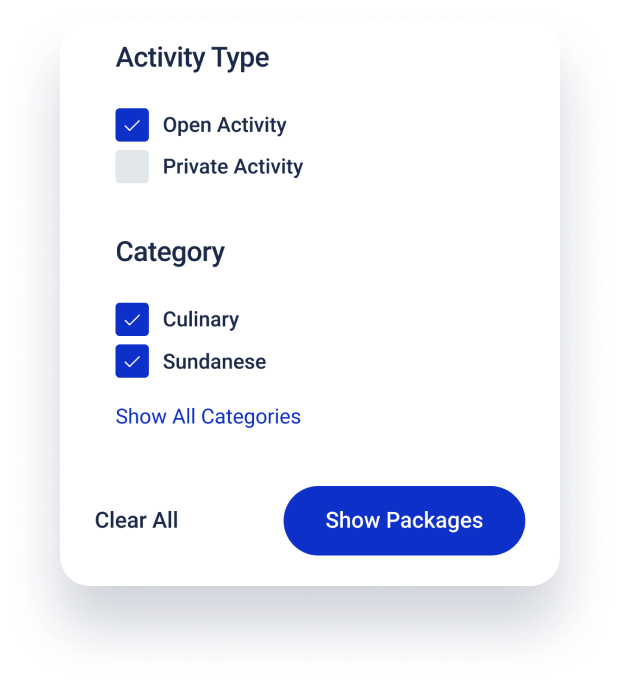 Activity Type
Open Activity
Private Activity
Category
Culinary
Sundanese
Show All Categories
Clear All
Show Packages